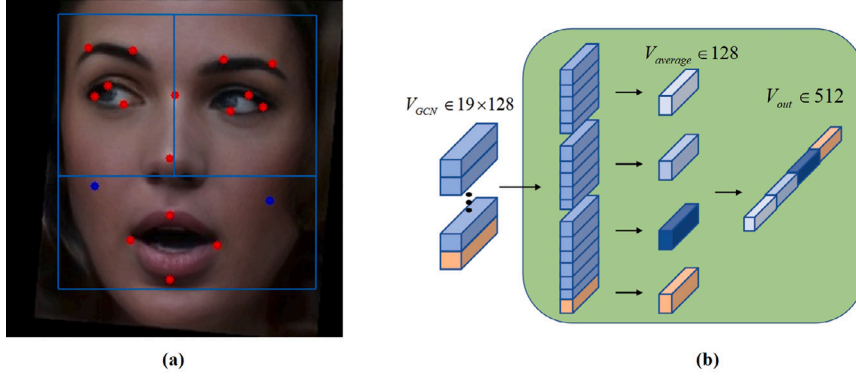 V_{GCN} ∈ 19×128
V_{average} ∈ 128
V_{out} ∈ 512
(a)
(b)